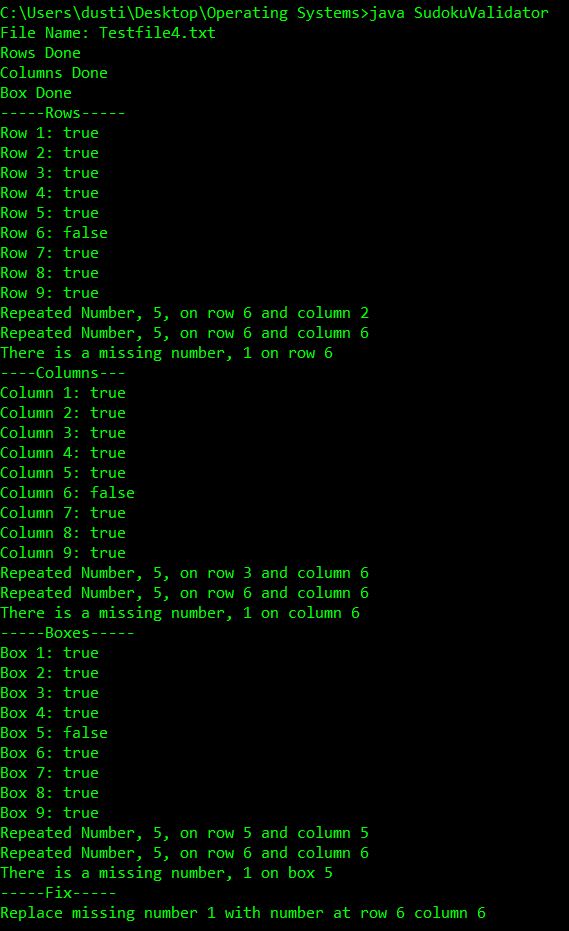 C:\Users\dusti\Desktop\Operating Systems>java SudokuValidator
File Name: Testfile4.txt
Rows Done
Columns Done
Box Done
-----Rows-----
Row 1: true
Row 2: true
Row 3: true
Row 4: true
Row 5: true
Row 6: false
Row 7: true
Row 8: true
Row 9: true
Repeated Number, 5, on row 6 and column 2
Repeated Number, 5, on row 6 and column 6
There is a missing number, 1 on row 6
----Columns---
Column 1: true
Column 2: true
Column 3: true
Column 4: true
Column 5: true
Column 6: false
Column 7: true
Column 8: true
Column 9: true
Repeated Number, 5, on row 3 and column 6
Repeated Number, 5, on row 6 and column 6
There is a missing number, 1 on column 6
-----Boxes-----
Box 1: true
Box 2: true
Box 3: true
Box 4: true
Box 5: false
Box 6: true
Box 7: true
Box 8: true
Box 9: true
Repeated Number, 5, on row 5 and column 5
Repeated Number, 5, on row 6 and column 6
There is a missing number, 1 on box 5
-----Fix-----
Replace missing number 1 with number at row 6 column 6